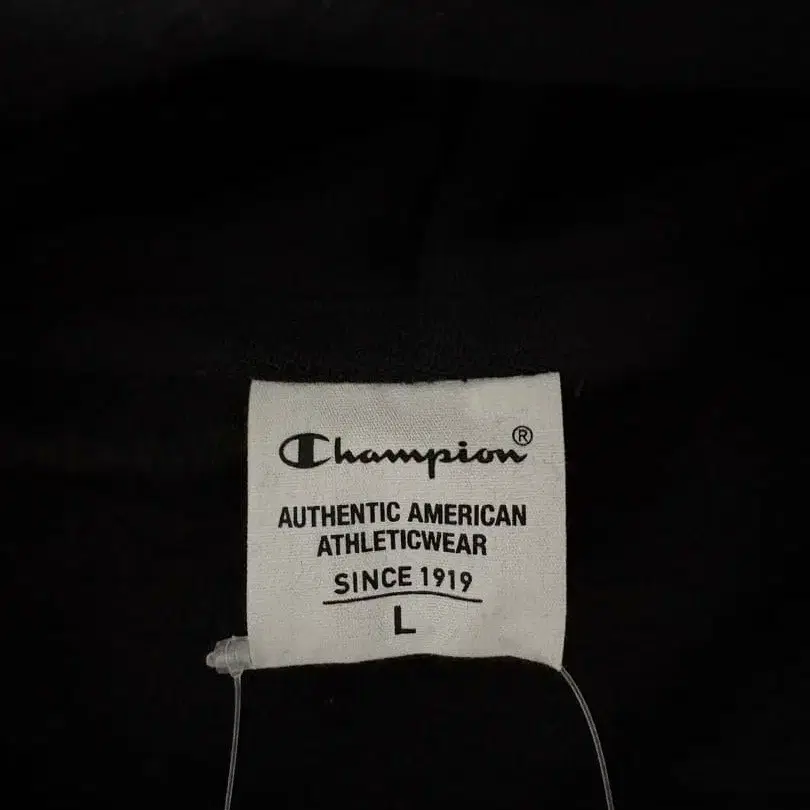 Champion®
AUTHENTIC AMERICAN
ATHLETICWEAR
SINCE 1919
L